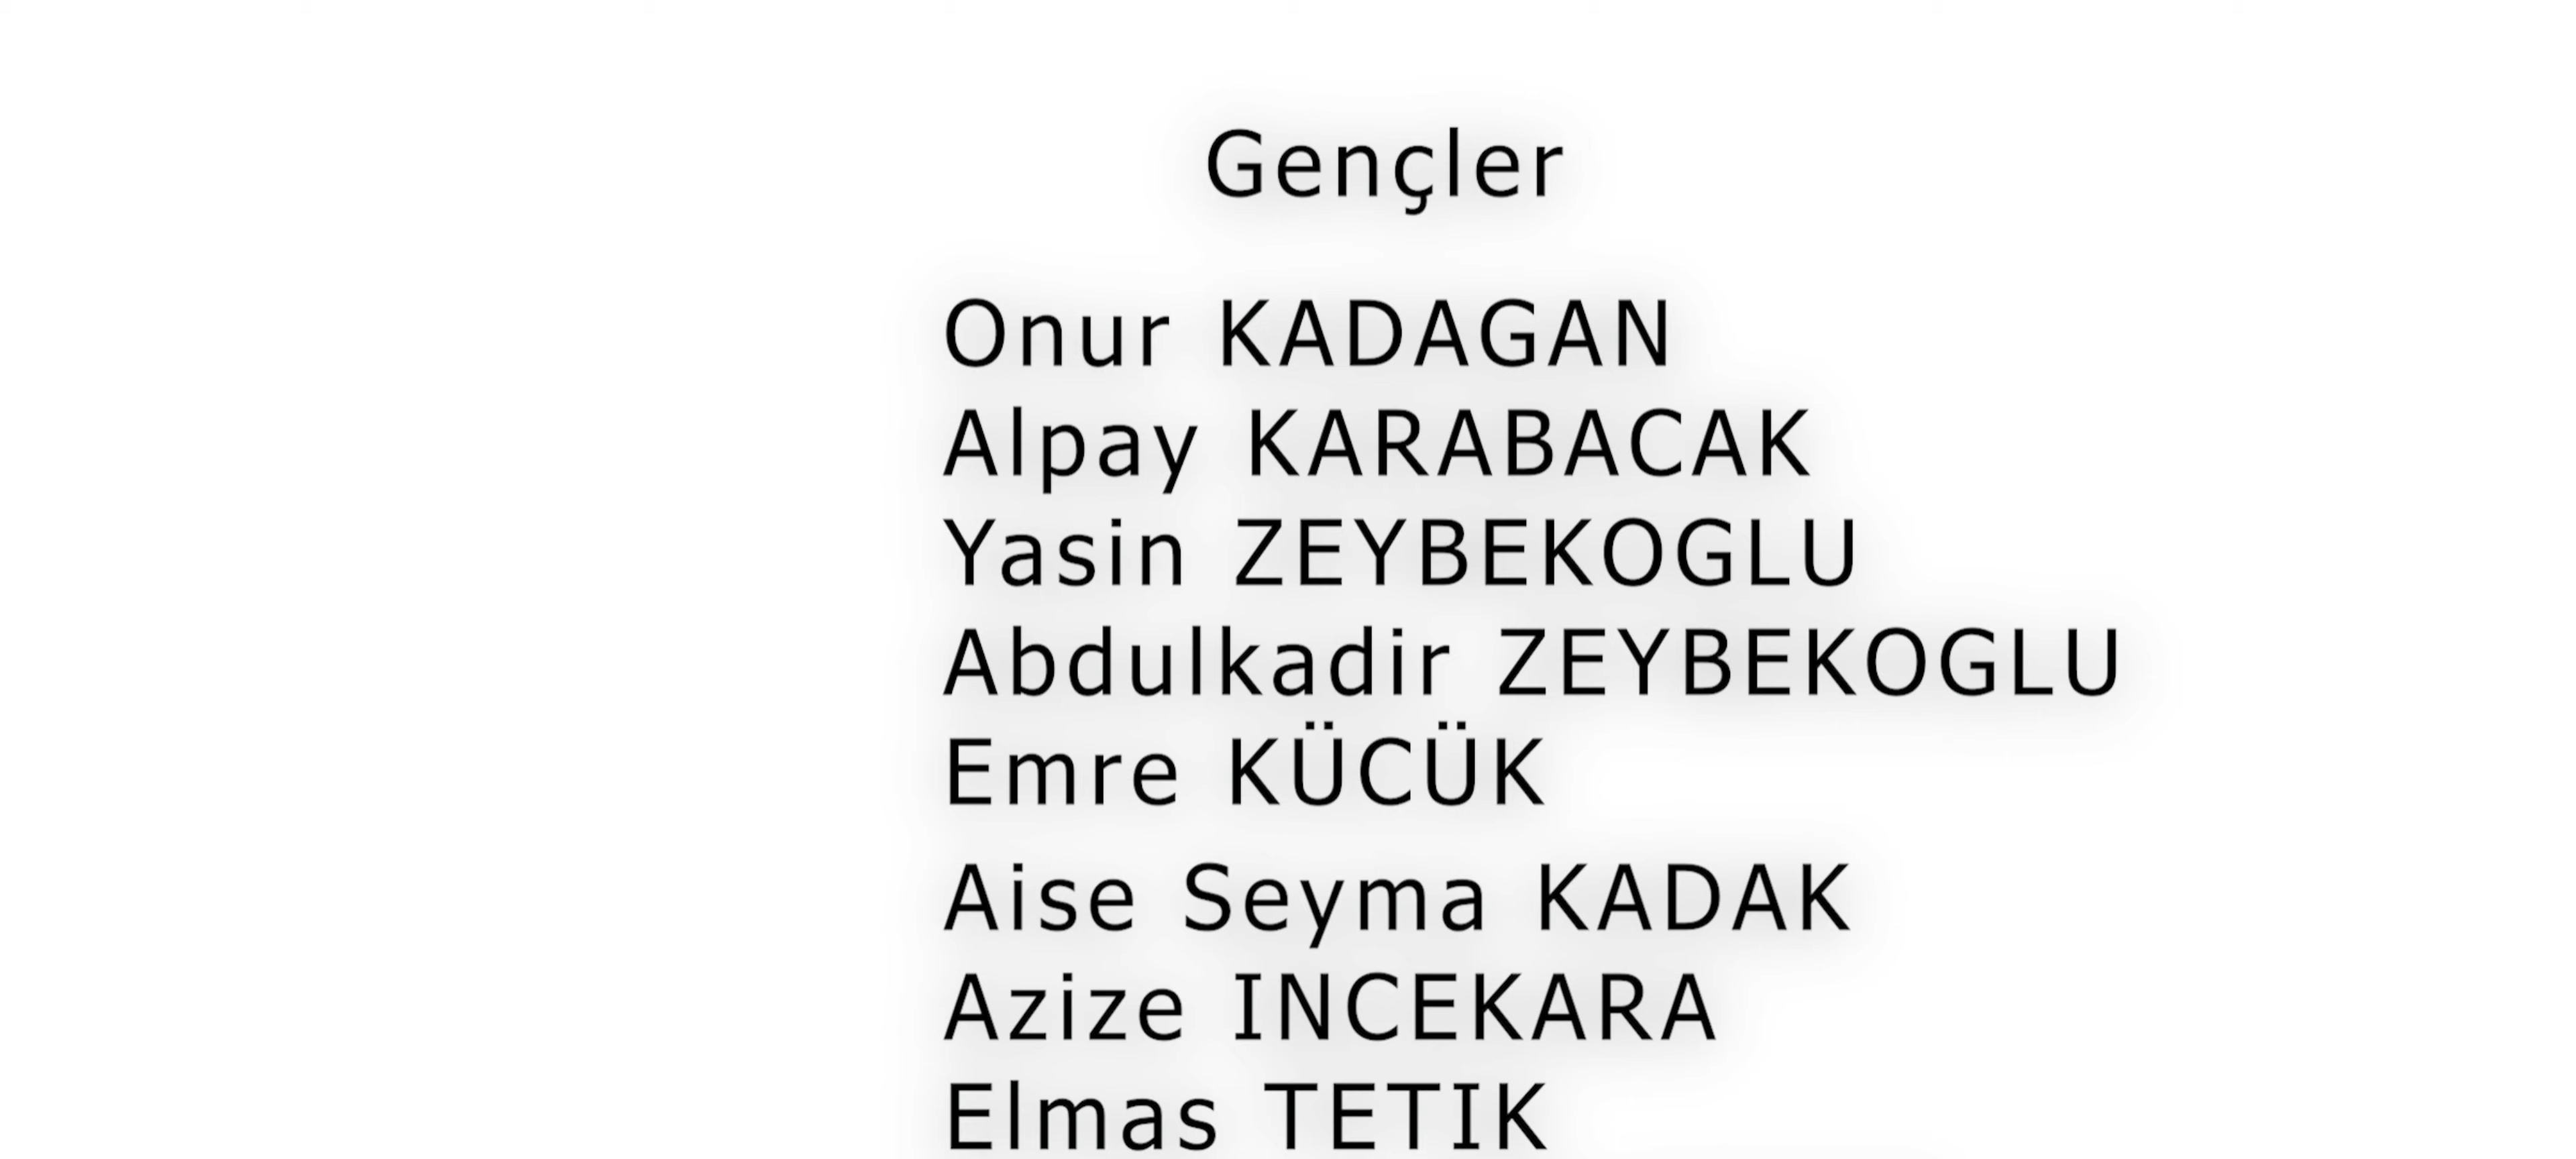 Gençler
Onur KADAGAN
Alpay KARABACAK
Yasin ZEYBEKOGLU
Abdulkadir ZEYBEKOGLU
Emre KÜCÜK
Aise Seyma KADAK
Azize INCEKARA
Elmas TETIK